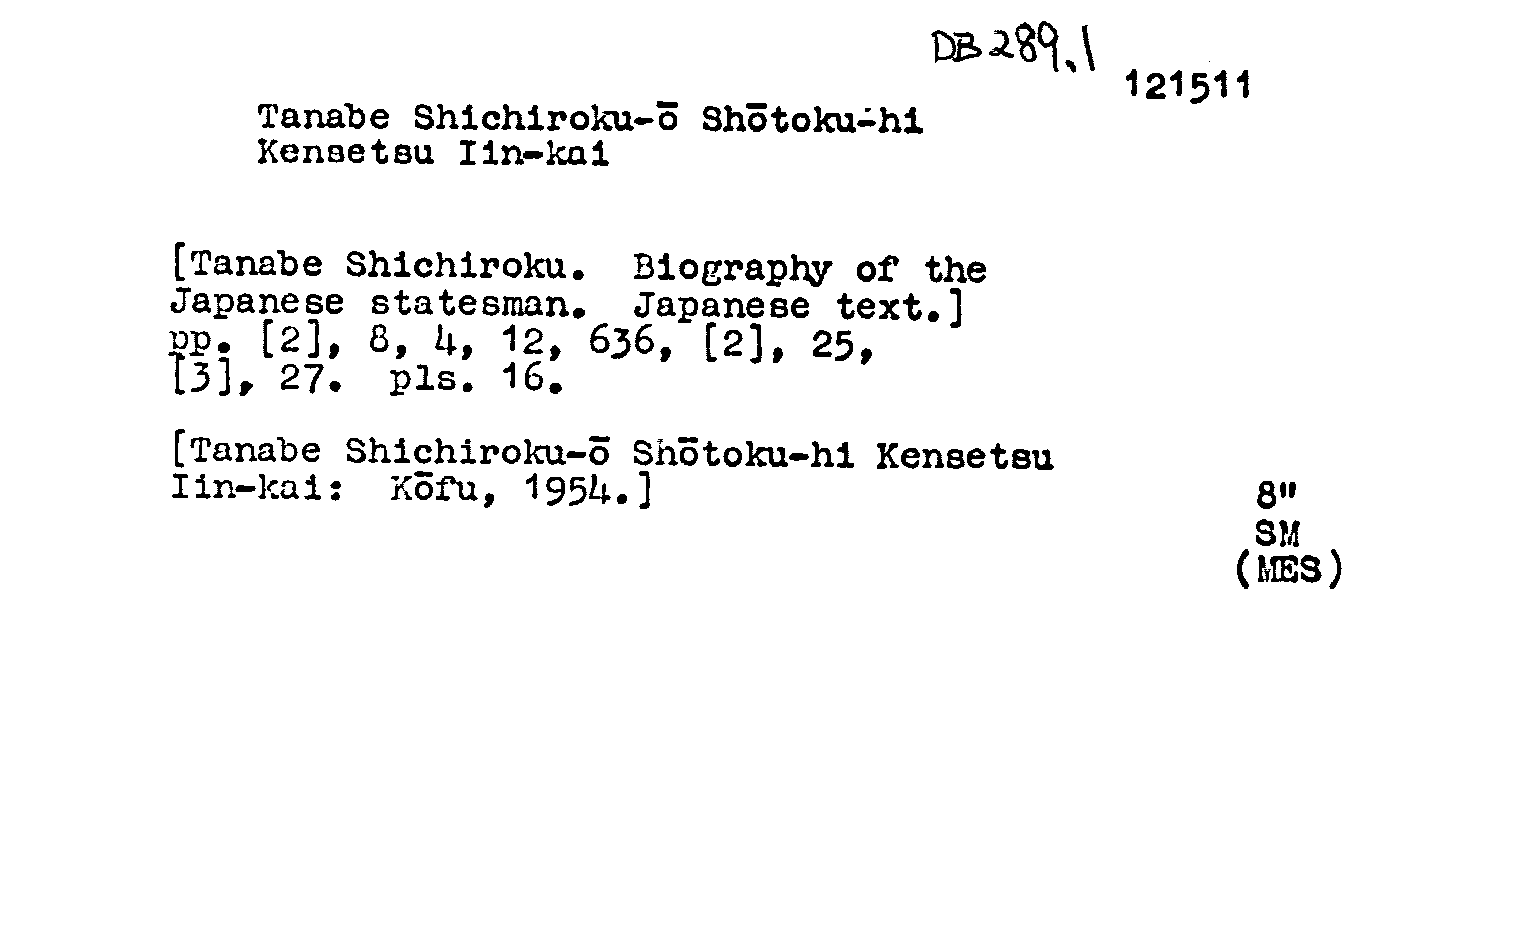 DB 289.1
121511
Tanabe Shichiroku-ō Shōtoku-hi
Kensetsu Iin-kai
[Tanabe Shichiroku. Biography of the
Japanese statesman. Japanese text.]
pp. [2], 8, 4, 12, 636, [2], 25,
[3], 27. pls. 16.
[Tanabe Shichiroku-ō Shōtoku-hi Kensetsu
Iin-kai: Kōfu, 1954.]
8"
SM
(MES)